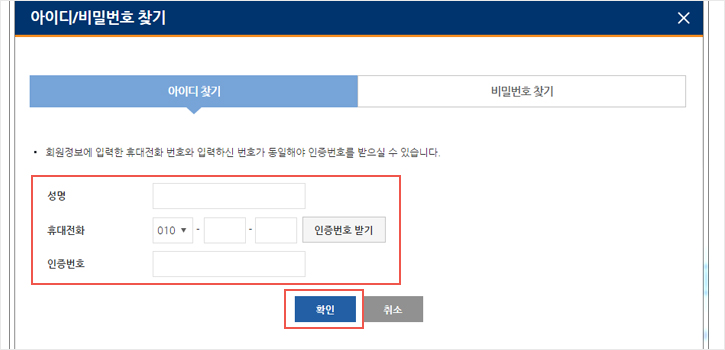 아이디/비밀번호 찾기
아이디 찾기 비밀번호 찾기
• 회원정보에 입력한 휴대전화 번호와 입력하신 번호가 동일해야 인증번호를 받으실 수 있습니다.
성명
휴대전화 010 - - 인증번호 받기
인증번호
확인 취소